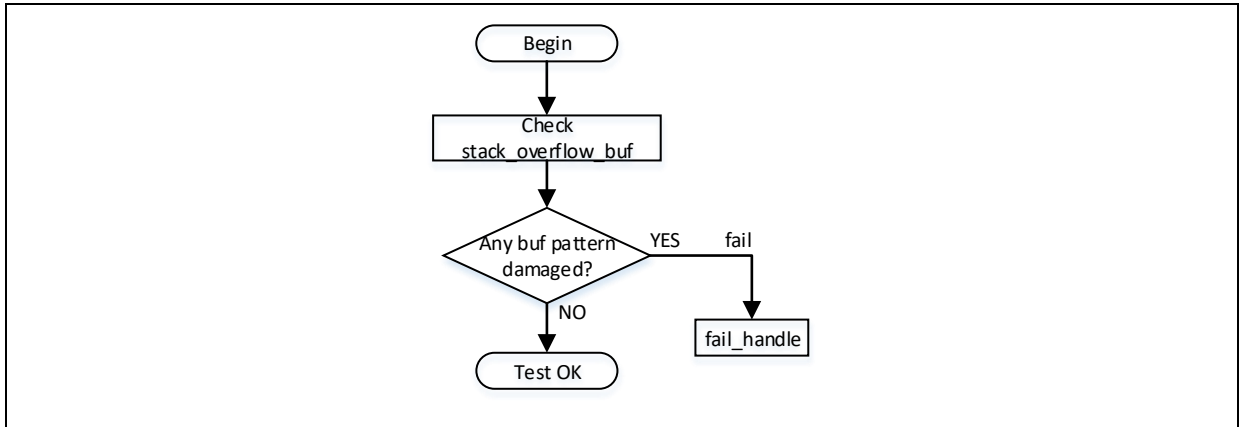 Begin
Check
stack_overflow_buf
Any buf pattern
damaged?
YES
fail
NO
fail_handle
Test OK